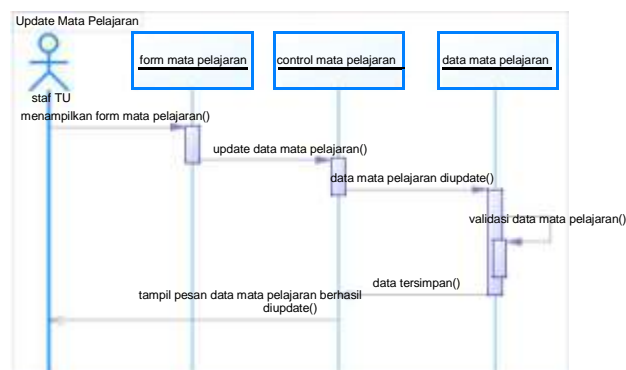 Update Mata Pelajaran
form mata pelajaran
control mata pelajaran
data mata pelajaran
staf TU
menampilkan form mata pelajaran()
update data mata pelajaran()
data mata pelajaran diupdate()
validasi data mata pelajaran()
data tersimpan()
tampil pesan data mata pelajaran berhasil
diupdate()